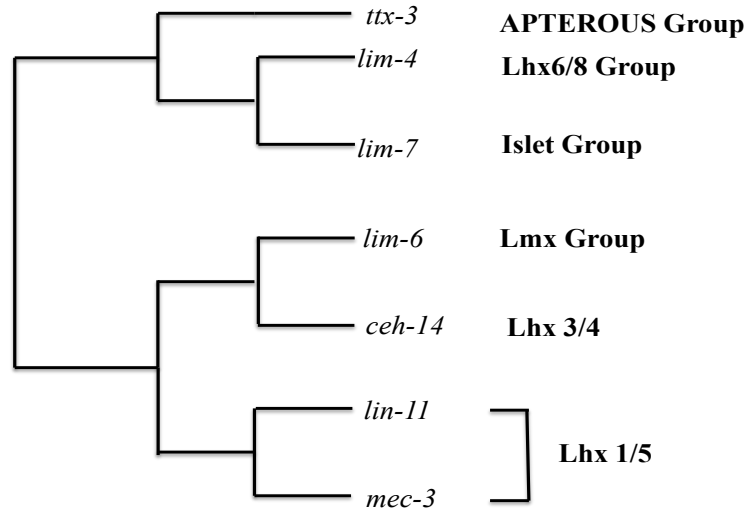 ttx-3 APTEROUS Group
lim-4 Lhx6/8 Group
lim-7 Islet Group
lim-6 Lmx Group
ceh-14 Lhx 3/4
lin-11
Lhx 1/5
mec-3